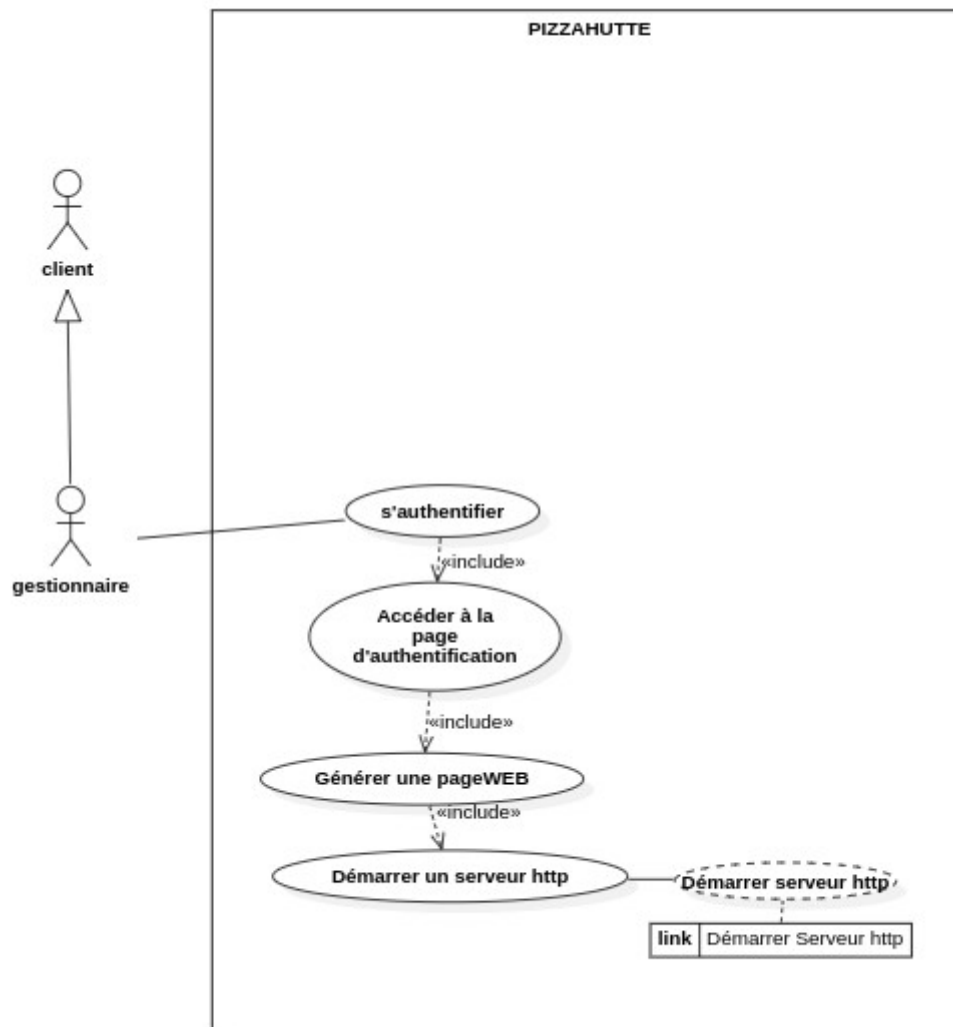 PIZZAHUTTE
client
gestionnaire
s'authentifier
«include»
Accéder à la
page
d'authentification
«include»
Générer une pageWEB
«include»
Démarrer un serveur http
Démarrer serveur http
link Démarrer Serveur http